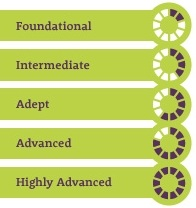 Foundational
Intermediate
Adept
Advanced
Highly Advanced